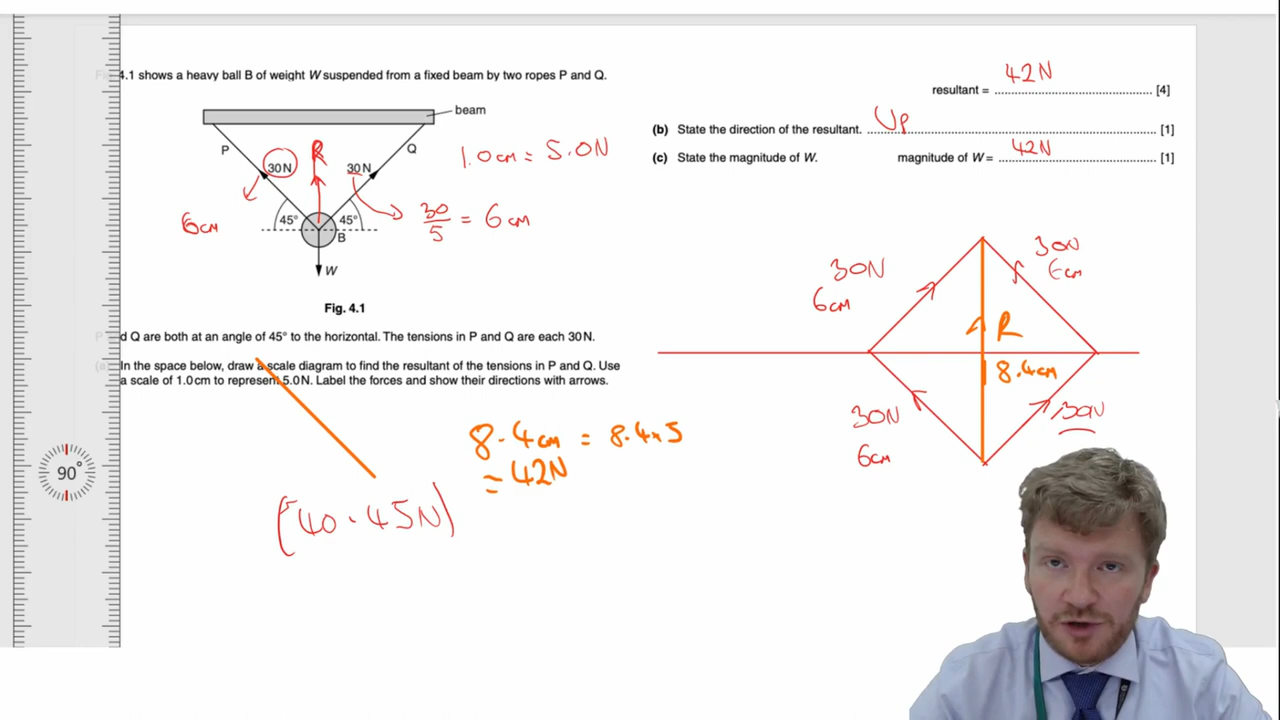 4.1 shows a heavy ball B of weight W suspended from a fixed beam by two ropes P and Q.
beam
P
Q
30N
R
30N
1.0cm = 5.0N
6cm
45°
45°
B
30/5 = 6cm
W
Fig. 4.1
d Q are both at an angle of 45° to the horizontal. The tensions in P and Q are each 30N.
In the space below, draw a scale diagram to find the resultant of the tensions in P and Q. Use
a scale of 1.0cm to represent 5.0N. Label the forces and show their directions with arrows.
8.4cm = 8.4x5
= 42N
(40.45N)
90°
resultant = 42N [4]
(b) State the direction of the resultant. Up [1]
(c) State the magnitude of W. magnitude of W = 42N [1]
30N
6cm
30N
6cm
R
8.4cm
30N
6cm
30N